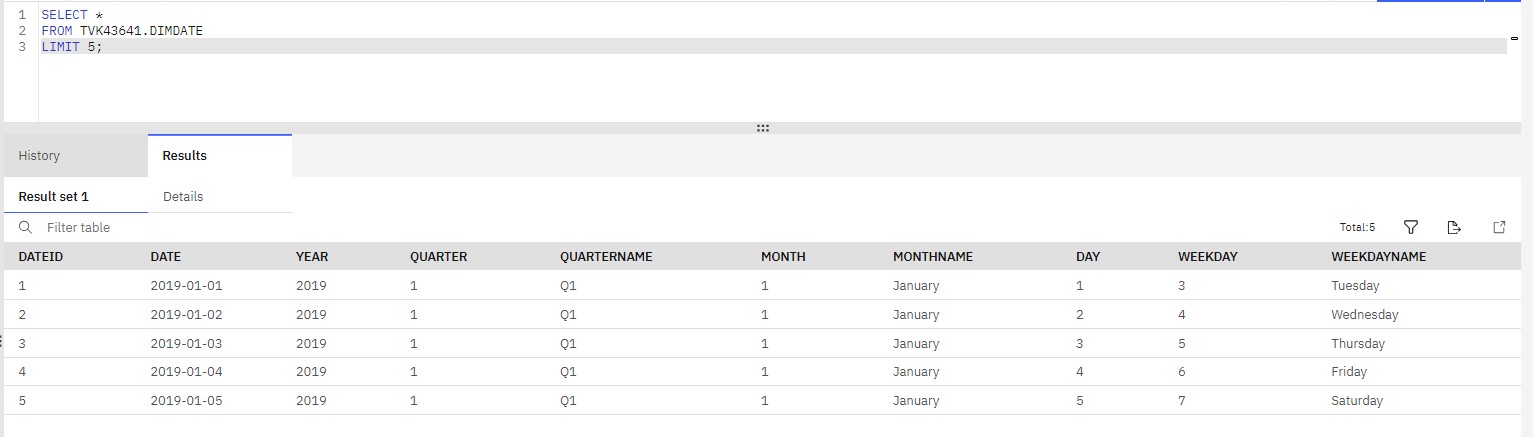 1 SELECT *
2 FROM TVK43641.DIMDATE
3 LIMIT 5;
History Results
Result set 1 Details
Filter table Total:5
DATEID DATE YEAR QUARTER QUARTERNAME MONTH MONTHNAME DAY WEEKDAY WEEKDAYNAME
1 2019-01-01 2019 1 Q1 1 January 1 3 Tuesday
2 2019-01-02 2019 1 Q1 1 January 2 4 Wednesday
3 2019-01-03 2019 1 Q1 1 January 3 5 Thursday
4 2019-01-04 2019 1 Q1 1 January 4 6 Friday
5 2019-01-05 2019 1 Q1 1 January 5 7 Saturday